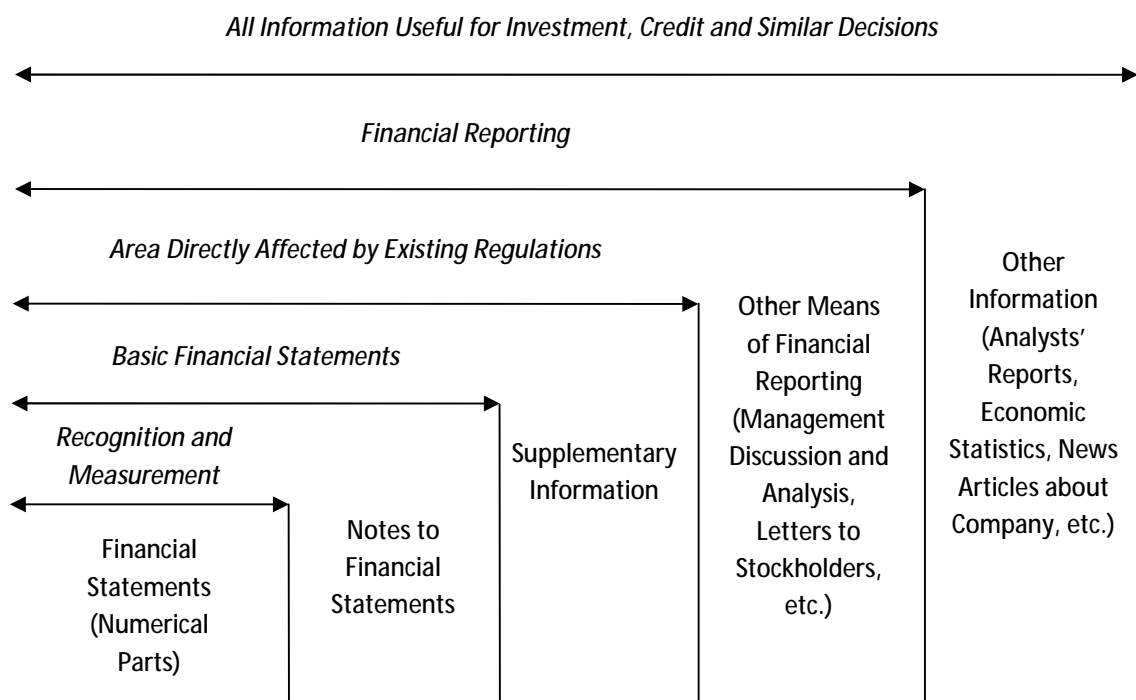 All Information Useful for Investment, Credit and Similar Decisions
Financial Reporting
Area Directly Affected by Existing Regulations
Basic Financial Statements
Recognition and
Measurement
Financial
Statements
(Numerical
Parts)
Notes to
Financial
Statements
Supplementary
Information
Other Means
of Financial
Reporting
(Management
Discussion and
Analysis,
Letters to
Stockholders,
etc.)
Other
Information
(Analysts’
Reports,
Economic
Statistics, News
Articles about
Company, etc.)